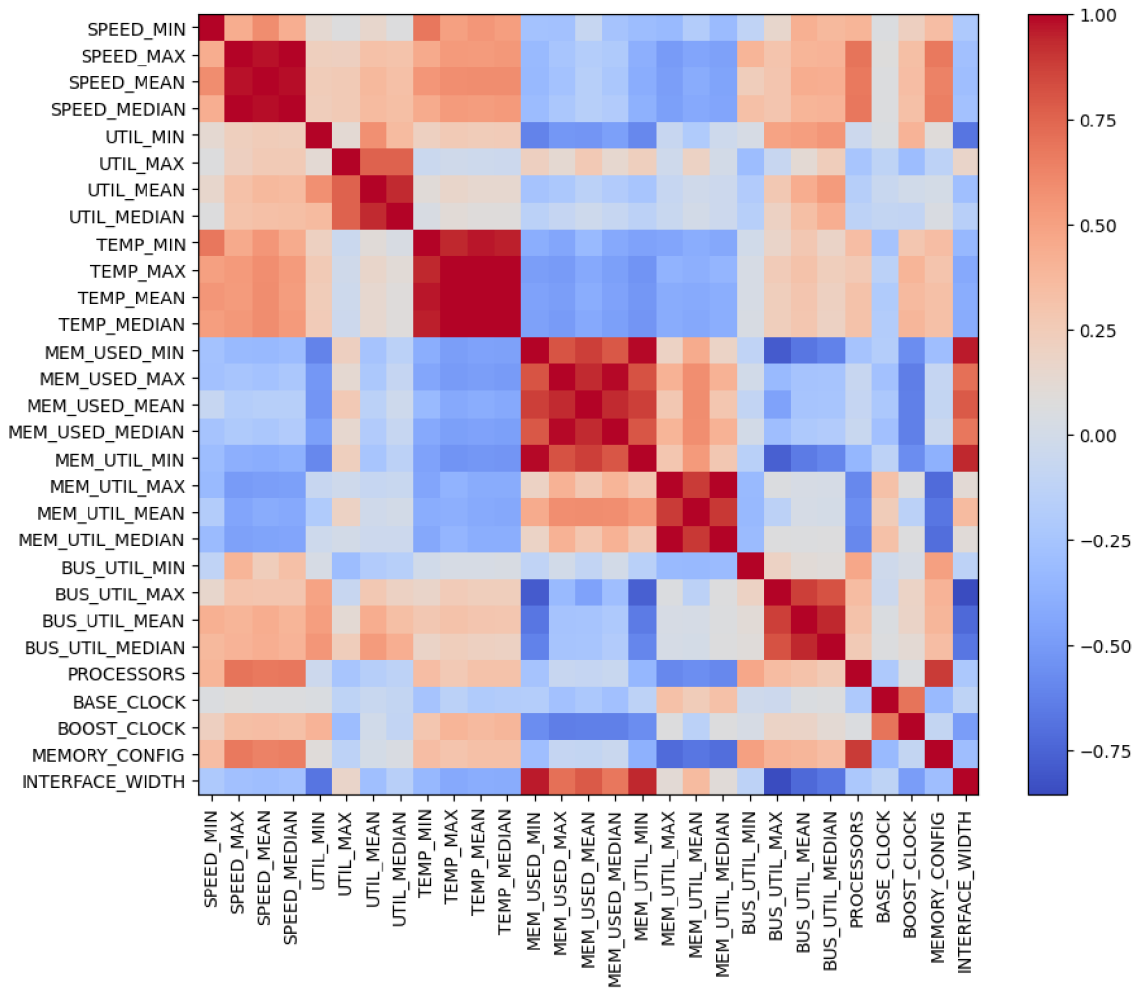 SPEED_MIN
SPEED_MAX
SPEED_MEAN
SPEED_MEDIAN
UTIL_MIN
UTIL_MAX
UTIL_MEAN
UTIL_MEDIAN
TEMP_MIN
TEMP_MAX
TEMP_MEAN
TEMP_MEDIAN
MEM_USED_MIN
MEM_USED_MAX
MEM_USED_MEAN
MEM_USED_MEDIAN
MEM_UTIL_MIN
MEM_UTIL_MAX
MEM_UTIL_MEAN
MEM_UTIL_MEDIAN
BUS_UTIL_MIN
BUS_UTIL_MAX
BUS_UTIL_MEAN
BUS_UTIL_MEDIAN
PROCESSORS
BASE_CLOCK
BOOST_CLOCK
MEMORY_CONFIG
INTERFACE_WIDTH
SPEED_MIN
SPEED_MAX
SPEED_MEAN
SPEED_MEDIAN
UTIL_MIN
UTIL_MAX
UTIL_MEAN
UTIL_MEDIAN
TEMP_MIN
TEMP_MAX
TEMP_MEAN
TEMP_MEDIAN
MEM_USED_MIN
MEM_USED_MAX
MEM_USED_MEAN
MEM_USED_MEDIAN
MEM_UTIL_MIN
MEM_UTIL_MAX
MEM_UTIL_MEAN
MEM_UTIL_MEDIAN
BUS_UTIL_MIN
BUS_UTIL_MAX
BUS_UTIL_MEAN
BUS_UTIL_MEDIAN
PROCESSORS
BASE_CLOCK
BOOST_CLOCK
MEMORY_CONFIG
INTERFACE_WIDTH
1.00
0.75
0.50
0.25
0.00
−0.25
−0.50
−0.75